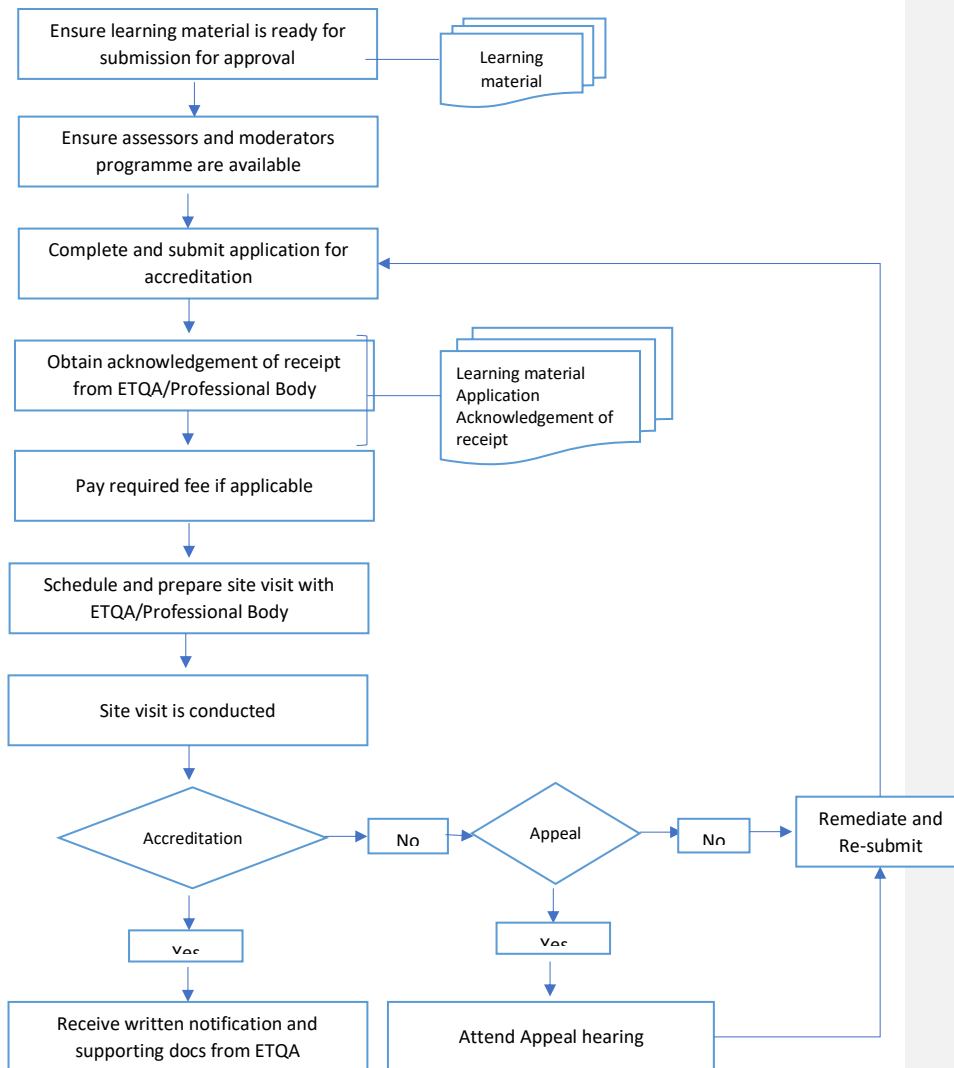 Ensure learning material is ready for
submission for approval
Learning
material
Ensure assessors and moderators
programme are available
Complete and submit application for
accreditation
Obtain acknowledgement of receipt
from ETQA/Professional Body
Learning material
Application
Acknowledgement of
receipt
Pay required fee if applicable
Schedule and prepare site visit with
ETQA/Professional Body
Site visit is conducted
Accreditation
No
Appeal
No
Remediate and
Re-submit
Yes
Yes
Receive written notification and
supporting docs from ETQA
Attend Appeal hearing